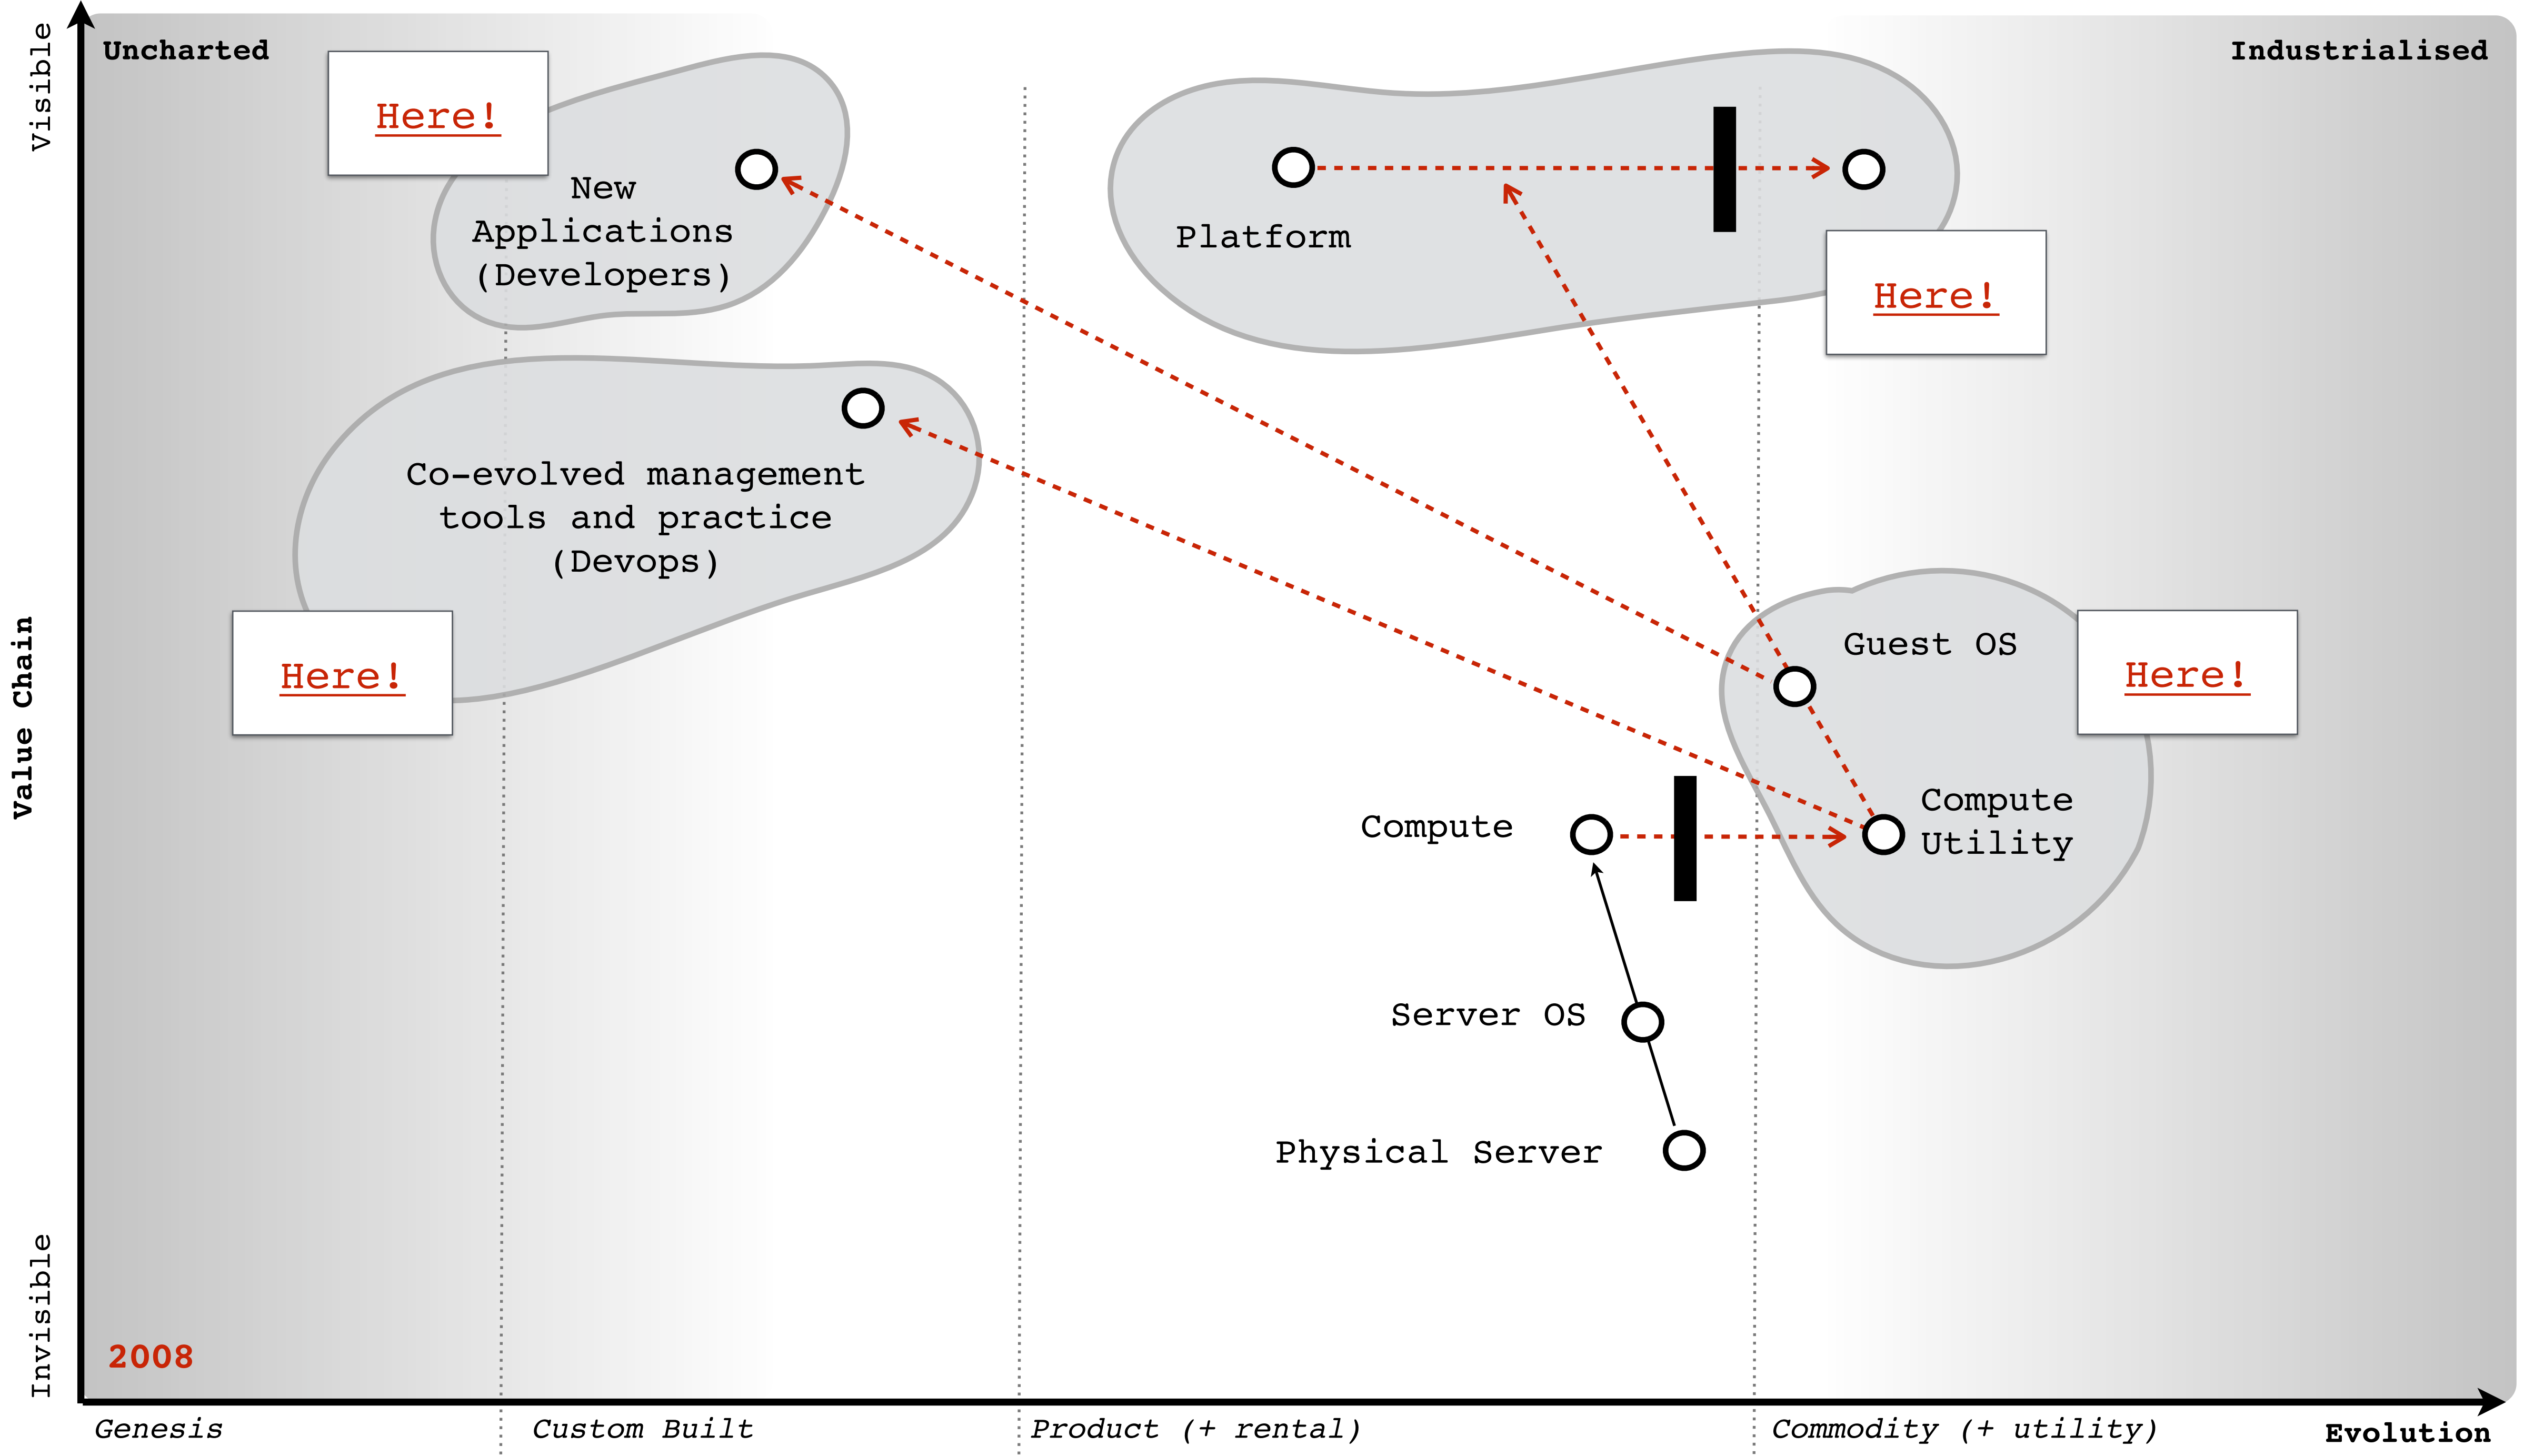 Visible
Uncharted
Industrialised
Here!
New
Applications
(Developers)
Platform
Here!
Co-evolved management
tools and practice
(Devops)
Here!
Guest OS
Here!
Value Chain
Compute
Compute
Utility
Server OS
Physical Server
Invisible
2008
Genesis
Custom Built
Product (+ rental)
Commodity (+ utility)
Evolution